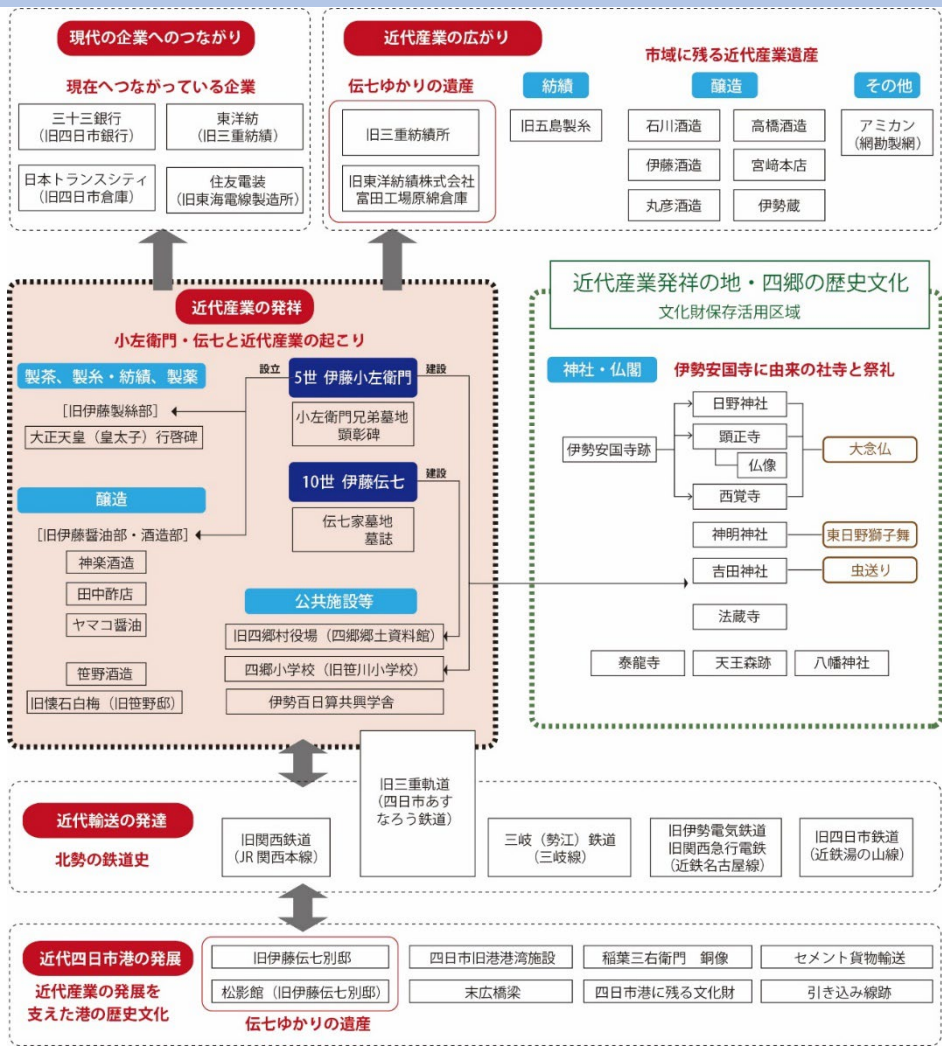 現代の企業へのつながり
現在へつながっている企業
三十三銀行
(旧四日市銀行)
東洋紡
(旧三重紡績)
日本トランスシティ
(旧四日市倉庫)
住友電装
(旧東海電線製造所)
近代産業の広がり
市域に残る近代産業遺産
伝七ゆかりの遺産
紡績
醸造
その他
旧三重紡績所
旧東洋紡績株式会社
富田工場原綿倉庫
旧五島製糸
石川酒造
高橋酒造
伊藤酒造
宮﨑本店
丸彦酒造
伊勢蔵
アミカン
(網勘製網)
近代産業の発祥
小左衛門・伝七と近代産業の起こり
製茶、製糸・紡績、製薬
設立
5世 伊藤小左衛門
建設
[旧伊藤製絲部]
大正天皇(皇太子)行啓碑
小左衛門兄弟墓地
顕彰碑
10世 伊藤伝七
建設
伝七家墓地
墓誌
醸造
[旧伊藤醤油部・酒造部]
神楽酒造
田中酢店
ヤマコ醤油
笹野酒造
旧懐石白梅(旧笹野邸)
公共施設等
旧四郷村役場(四郷郷土資料館)
四郷小学校(旧笹川小学校)
伊勢百日算共興学舎
近代産業発祥の地・四郷の歴史文化
文化財保存活用区域
神社・仏閣
伊勢安国寺に由来の社寺と祭礼
伊勢安国寺跡
日野神社
顕正寺
仏像
西覚寺
大念仏
神明神社
東日野獅子舞
吉田神社
虫送り
法蔵寺
泰龍寺
天王森跡
八幡神社
近代輸送の発達
北勢の鉄道史
旧関西鉄道
(JR関西本線)
旧三重軌道
(四日市あす
なろう鉄道)
三岐(勢江)鉄道
(三岐線)
旧伊勢電気鉄道
旧関西急行電鉄
(近鉄名古屋線)
旧四日市鉄道
(近鉄湯の山線)
近代四日市港の発展
近代産業の発展を
支えた港の歴史文化
旧伊藤伝七別邸
松影館(旧伊藤伝七別邸)
伝七ゆかりの遺産
四日市旧港港湾施設
稲葉三右衛門 銅像
セメント貨物輸送
末広橋梁
四日市港に残る文化財
引き込み線跡